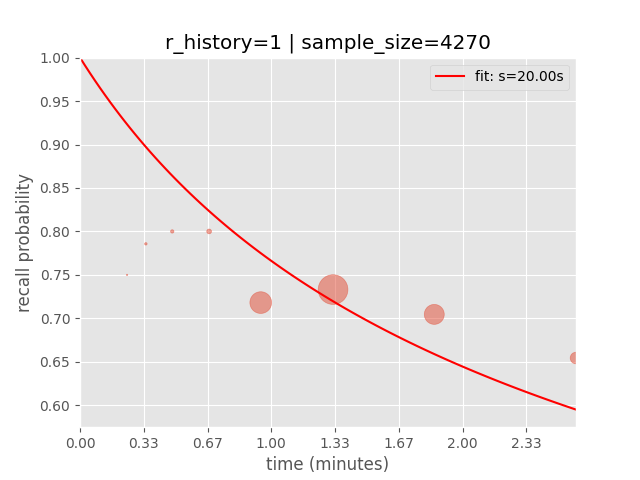 r_history=1 | sample_size=4270
fit: s=20.00s
recall probability
1.00
0.95
0.90
0.85
0.80
0.75
0.70
0.65
0.60
0.00 0.33 0.67 1.00 1.33 1.67 2.00 2.33
time (minutes)